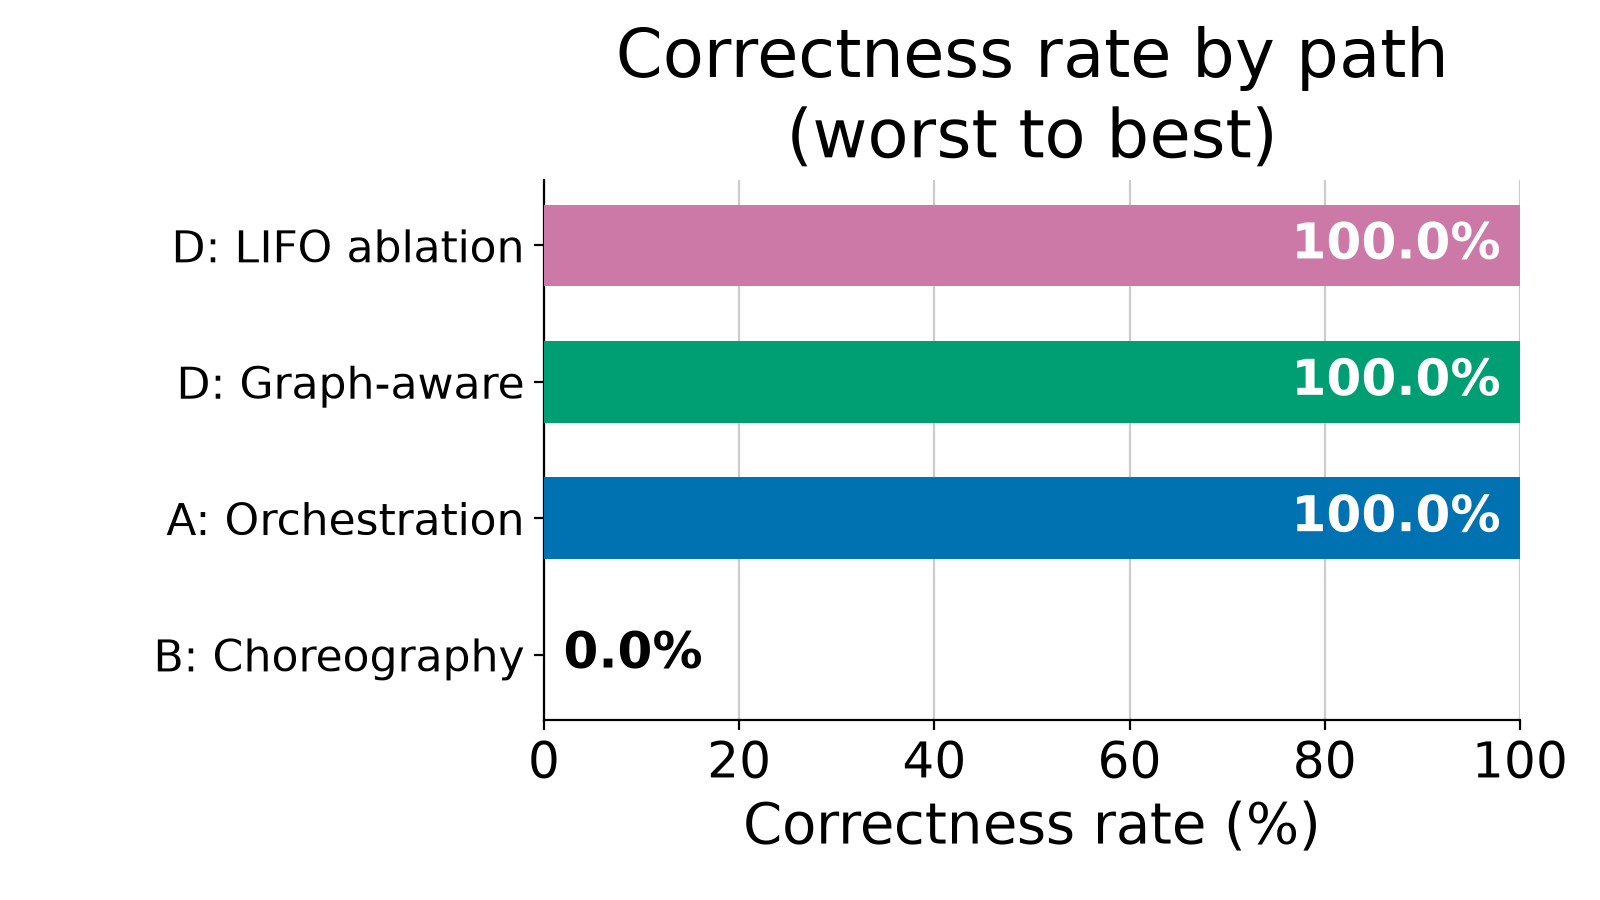 Correctness rate by path
(worst to best)
D: LIFO ablation 100.0%
D: Graph-aware 100.0%
A: Orchestration 100.0%
B: Choreography 0.0%
0 20 40 60 80 100
Correctness rate (%)